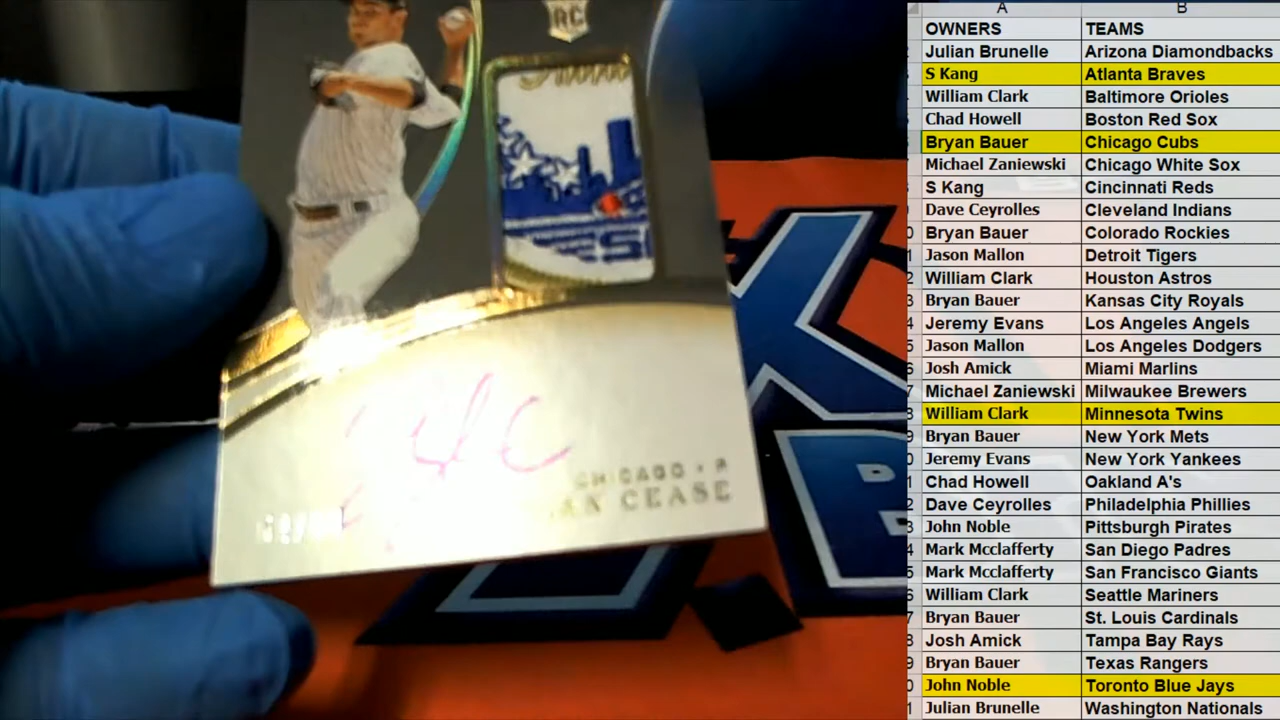 RC
CHICAGO • P
CEASE
A B
OWNERS TEAMS
Julian Brunelle Arizona Diamondbacks
S Kang Atlanta Braves
William Clark Baltimore Orioles
Chad Howell Boston Red Sox
Bryan Bauer Chicago Cubs
Michael Zaniewski Chicago White Sox
S Kang Cincinnati Reds
Dave Ceyrolles Cleveland Indians
Bryan Bauer Colorado Rockies
Jason Mallon Detroit Tigers
William Clark Houston Astros
Bryan Bauer Kansas City Royals
Jeremy Evans Los Angeles Angels
Jason Mallon Los Angeles Dodgers
Josh Amick Miami Marlins
Michael Zaniewski Milwaukee Brewers
William Clark Minnesota Twins
Bryan Bauer New York Mets
Jeremy Evans New York Yankees
Chad Howell Oakland A's
Dave Ceyrolles Philadelphia Phillies
John Noble Pittsburgh Pirates
Mark Mcclafferty San Diego Padres
Mark Mcclafferty San Francisco Giants
William Clark Seattle Mariners
Bryan Bauer St. Louis Cardinals
Josh Amick Tampa Bay Rays
Bryan Bauer Texas Rangers
John Noble Toronto Blue Jays
Julian Brunelle Washington Nationals